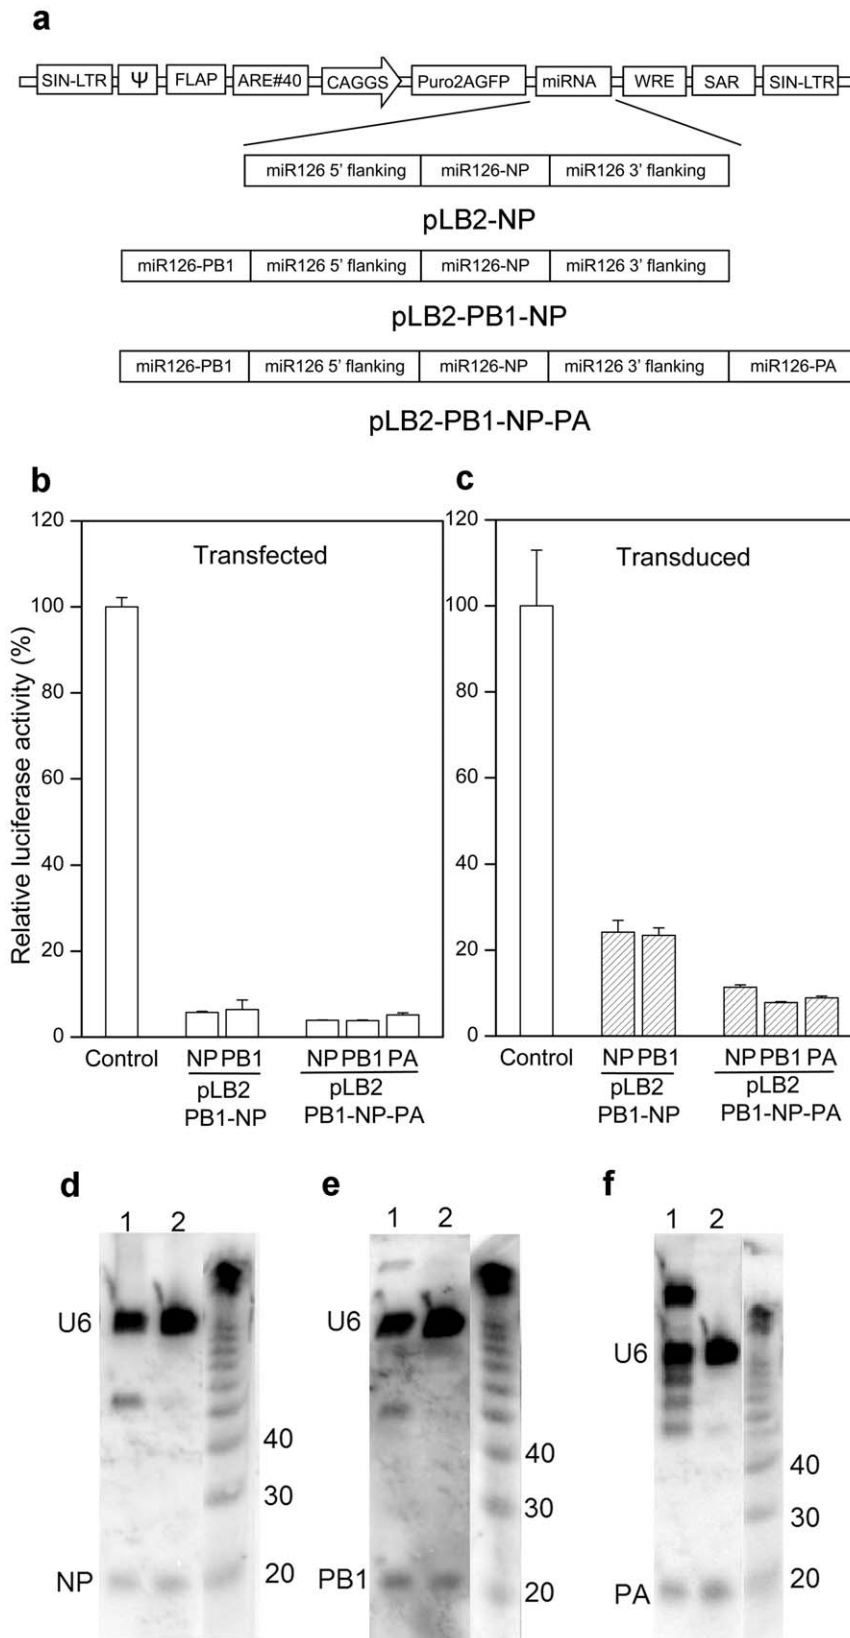 a
SIN-LTR Ψ FLAP ARE#40 CAGGS Puro2AGFP miRNA WRE SAR SIN-LTR
miR126 5' flanking miR126-NP miR126 3' flanking
pLB2-NP
miR126-PB1 miR126 5' flanking miR126-NP miR126 3' flanking
pLB2-PB1-NP
miR126-PB1 miR126 5' flanking miR126-NP miR126 3' flanking miR126-PA
pLB2-PB1-NP-PA
b
Relative luciferase activity (%)
120
100
80
60
40
20
0
Transfected
Control NP PB1 NP PB1 PA
pLB2 pLB2
PB1-NP PB1-NP-PA
c
120
100
80
60
40
20
0
Transduced
Control NP PB1 NP PB1 PA
pLB2 pLB2
PB1-NP PB1-NP-PA
d
1 2
U6
40
30
NP 20
e
1 2
U6
40
30
PB1 20
f
1 2
U6
40
30
PA 20